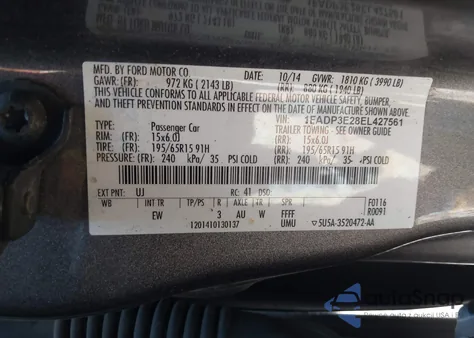 MFD. BY FORD MOTOR CO.
10/14 GVWR: 1810 KG ( 3990 LB)
GAWR: (FR): 972 KG ( 2143 LB) (RR): 880 KG ( 1940 LB)
THIS VEHICLE CONFORMS TO ALL APPLICABLE FEDERAL MOTOR
VEHICLE SAFETY, BUMPER,
AND THEFT PREVENTION STANDARDS IN EFFECT ON THE DATE OF MANUFACTURE SHOWN ABOVE.
VIN: 1FADP3E28EL427561
TYPE: Passenger Car SEE OWNER'S MANUAL
RIM: (FR): 15x6.0J (RR): 15x6.0J
TIRE: (FR): 195/65R15 91H (RR): 195/65R15 91H
PRESSURE: (FR): 240 kPa/ 35 PSI COLD (RR): 240 kPa/ 35 PSI COLD
EXT PNT: UJ RC: 41 DSO:
WB INT TR TP/PS R AXLE TR SPR F0116
EW 3 AU W FFFF R0091
1201410130137 UMU 5U5A-3520472-AA
autoSnap